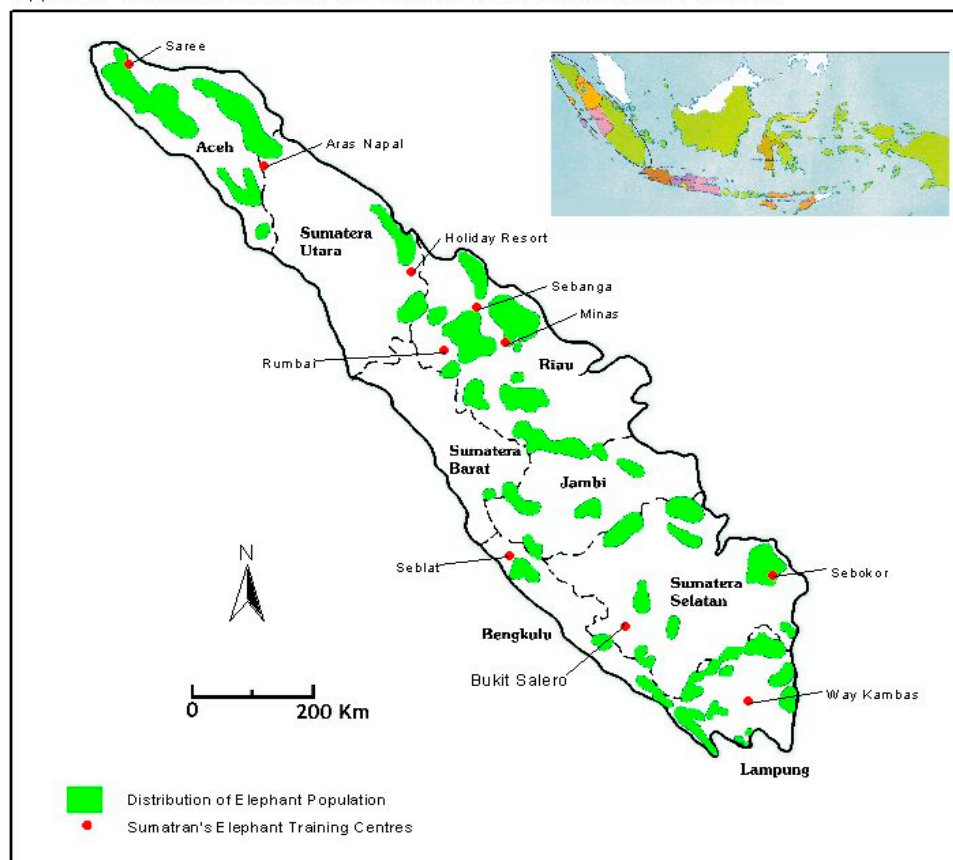 Saree
Aras Napal
Aceh
Sumatera
Utara
Holiday Resort
Sebanga
Minas
Rumbai
Riau
Sumatera
Barat
Jambi
N
Seblat
Sebokor
Sumatera
Selatan
Bengkulu
Bukit Salero
Way Kambas
0 200 Km
Lampung
Distribution of Elephant Population
Sumatran's Elephant Training Centres